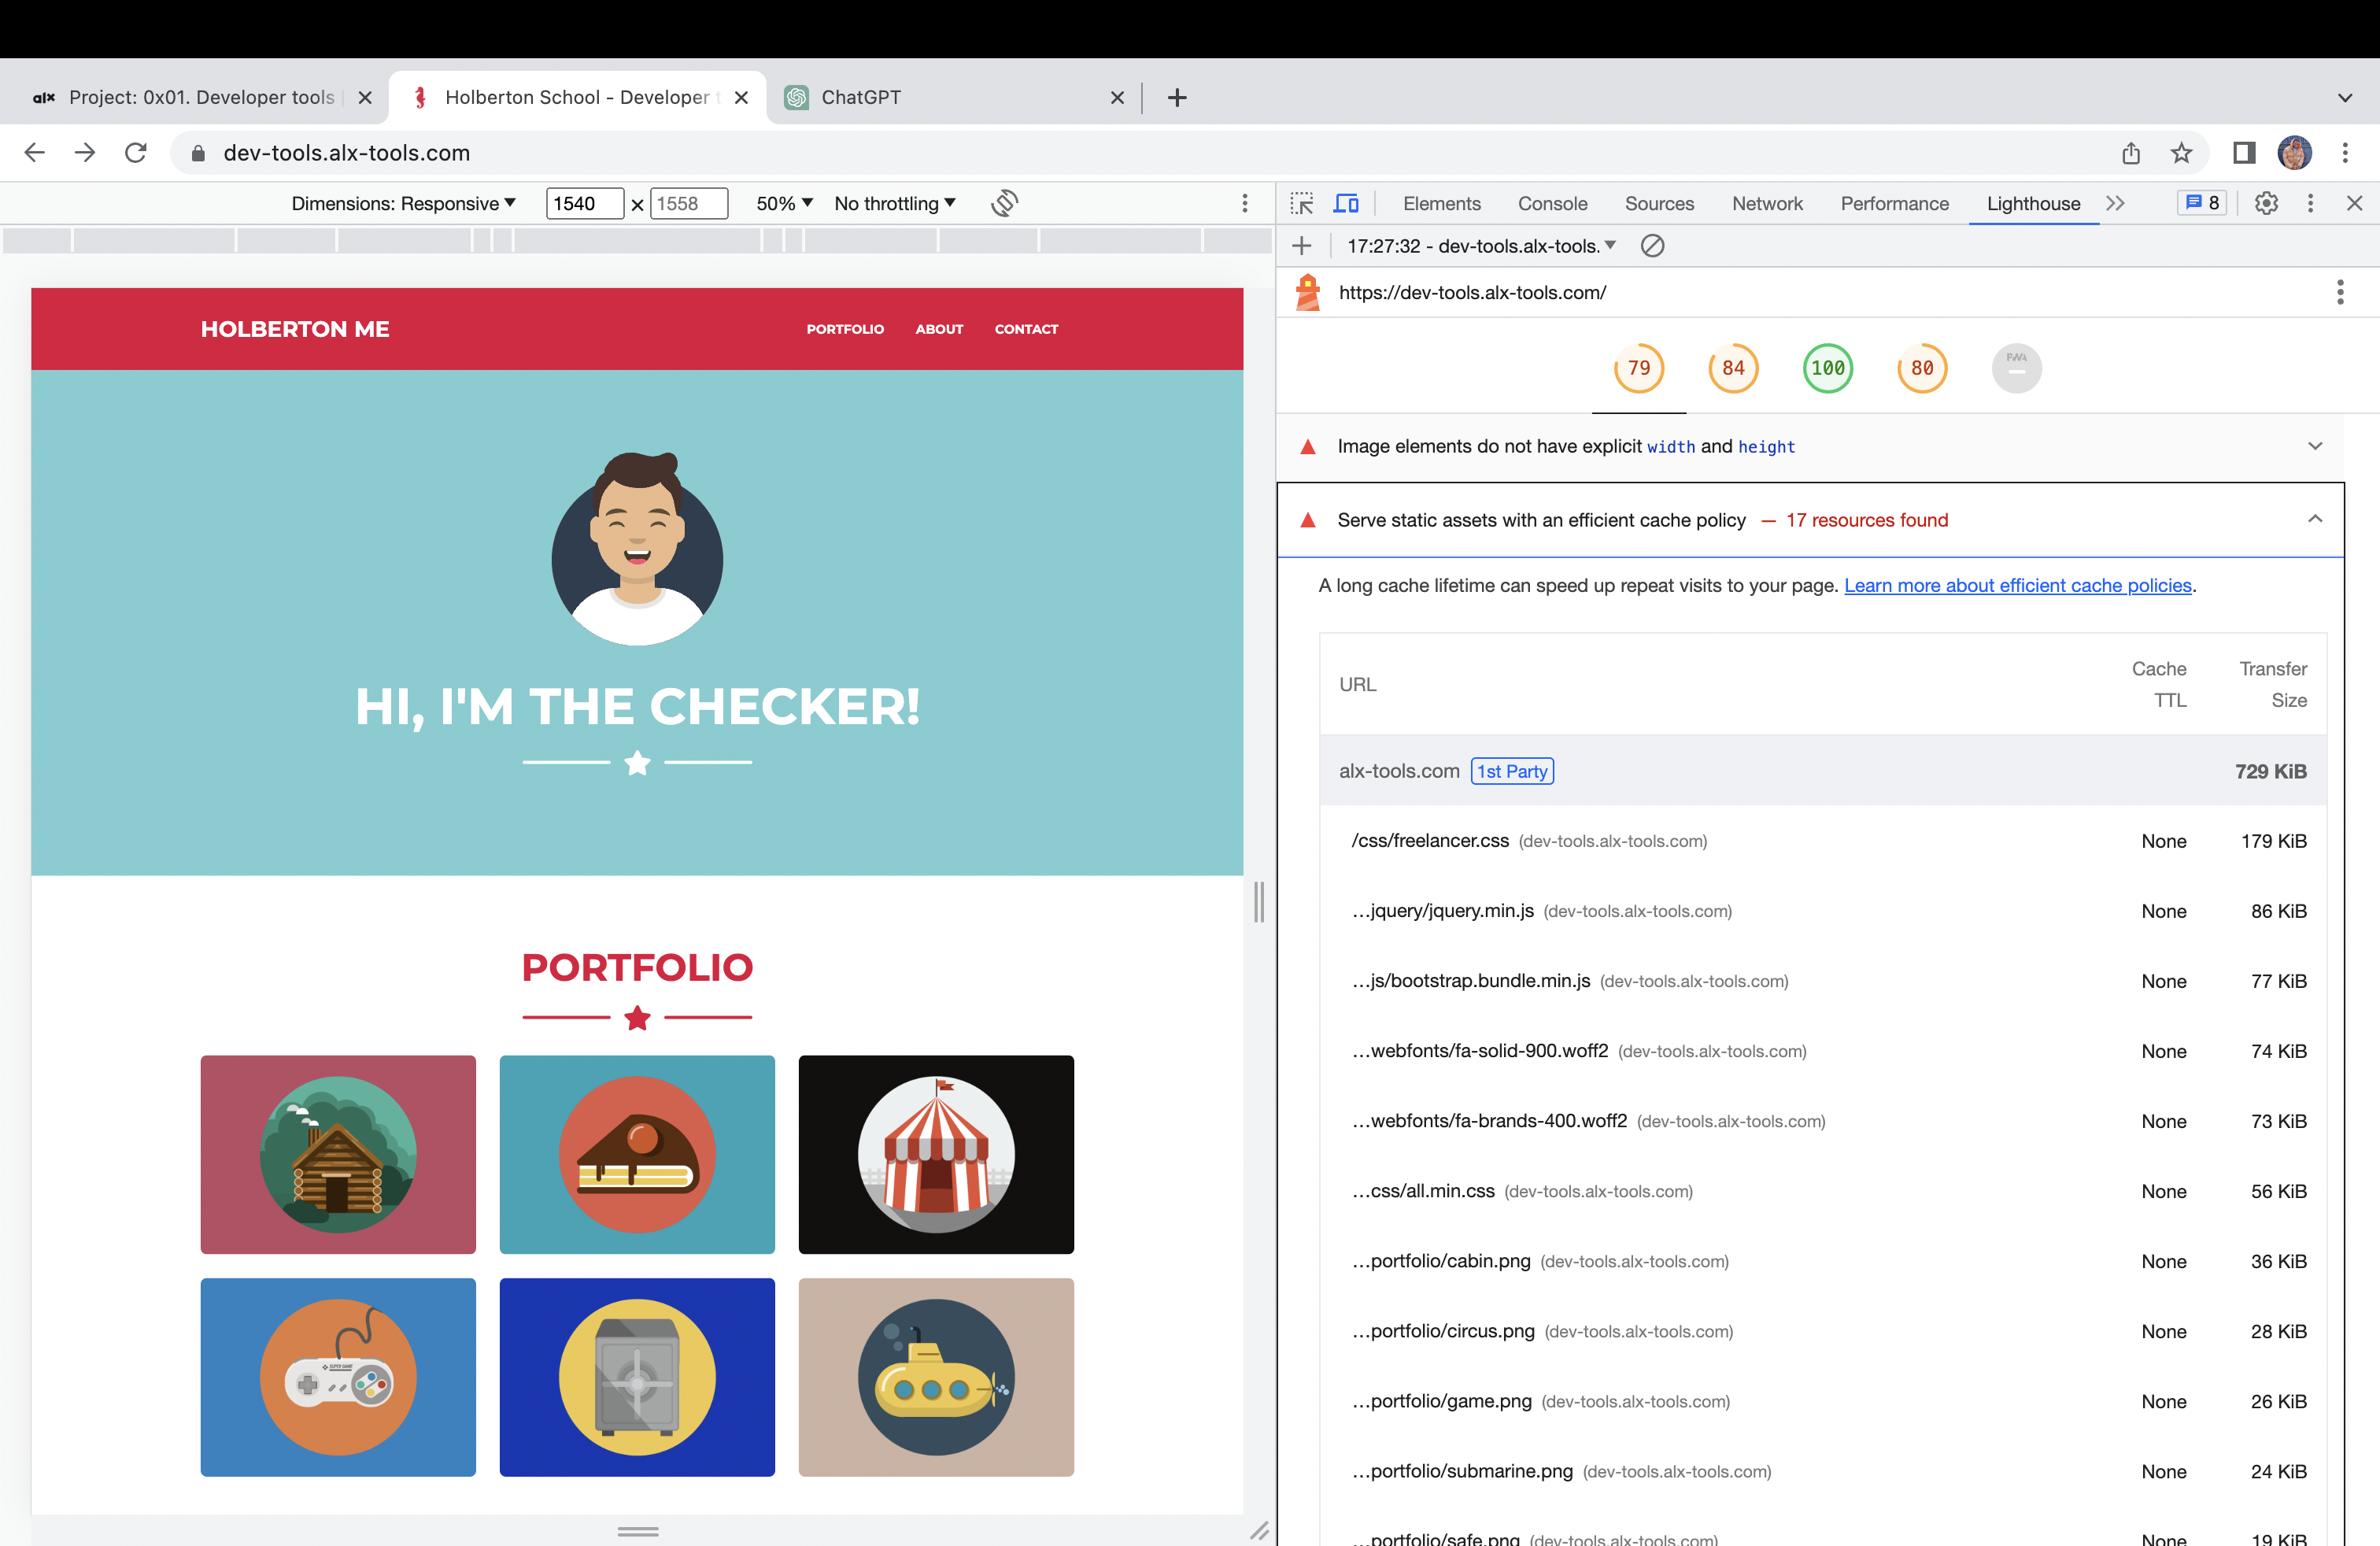 alx Project: 0x01. Developer tools
Holberton School - Developer t
ChatGPT
dev-tools.alx-tools.com
Dimensions: Responsive 1540 × 1558 50% No throttling
Elements Console Sources Network Performance Lighthouse 8
17:27:32 - dev-tools.alx-tools.
https://dev-tools.alx-tools.com/
79 84 100 80 PWA
HOLBERTON ME
PORTFOLIO ABOUT CONTACT
HI, I'M THE CHECKER!
PORTFOLIO
SUPER GAME
Image elements do not have explicit width and height
Serve static assets with an efficient cache policy — 17 resources found
A long cache lifetime can speed up repeat visits to your page. Learn more about efficient cache policies.
URL Cache TTL Transfer Size
alx-tools.com 1st Party 729 KiB
/css/freelancer.css (dev-tools.alx-tools.com) None 179 KiB
…jquery/jquery.min.js (dev-tools.alx-tools.com) None 86 KiB
…js/bootstrap.bundle.min.js (dev-tools.alx-tools.com) None 77 KiB
…webfonts/fa-solid-900.woff2 (dev-tools.alx-tools.com) None 74 KiB
…webfonts/fa-brands-400.woff2 (dev-tools.alx-tools.com) None 73 KiB
…css/all.min.css (dev-tools.alx-tools.com) None 56 KiB
…portfolio/cabin.png (dev-tools.alx-tools.com) None 36 KiB
…portfolio/circus.png (dev-tools.alx-tools.com) None 28 KiB
…portfolio/game.png (dev-tools.alx-tools.com) None 26 KiB
…portfolio/submarine.png (dev-tools.alx-tools.com) None 24 KiB
…portfolio/safe.png (dev-tools.alx-tools.com) None 19 KiB